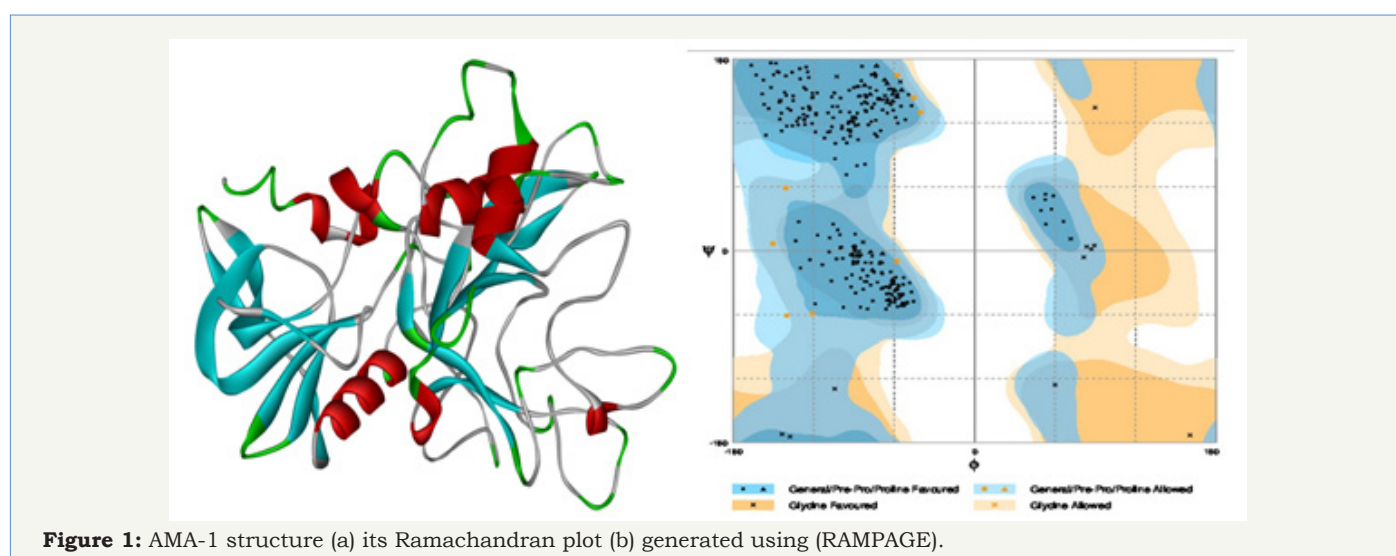 180
ψ 0
-180
-180 0 180
ϕ
General/Pre-Pro/Proline Favoured General/Pre-Pro/Proline Allowed
Glycine Favoured Glycine Allowed
Figure 1: AMA-1 structure (a) its Ramachandran plot (b) generated using (RAMPAGE).